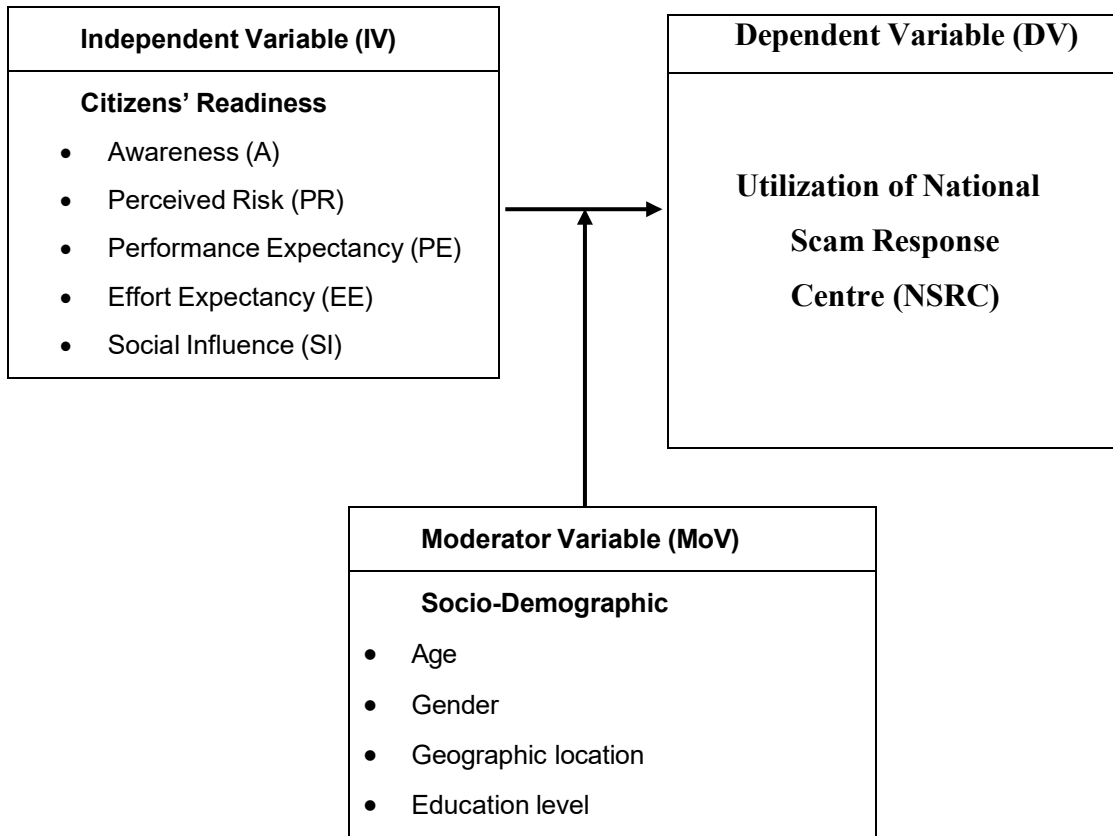 Independent Variable (IV)
Citizens’ Readiness
• Awareness (A)
• Perceived Risk (PR)
• Performance Expectancy (PE)
• Effort Expectancy (EE)
• Social Influence (SI)
Dependent Variable (DV)
Utilization of National
Scam Response
Centre (NSRC)
Moderator Variable (MoV)
Socio-Demographic
• Age
• Gender
• Geographic location
• Education level